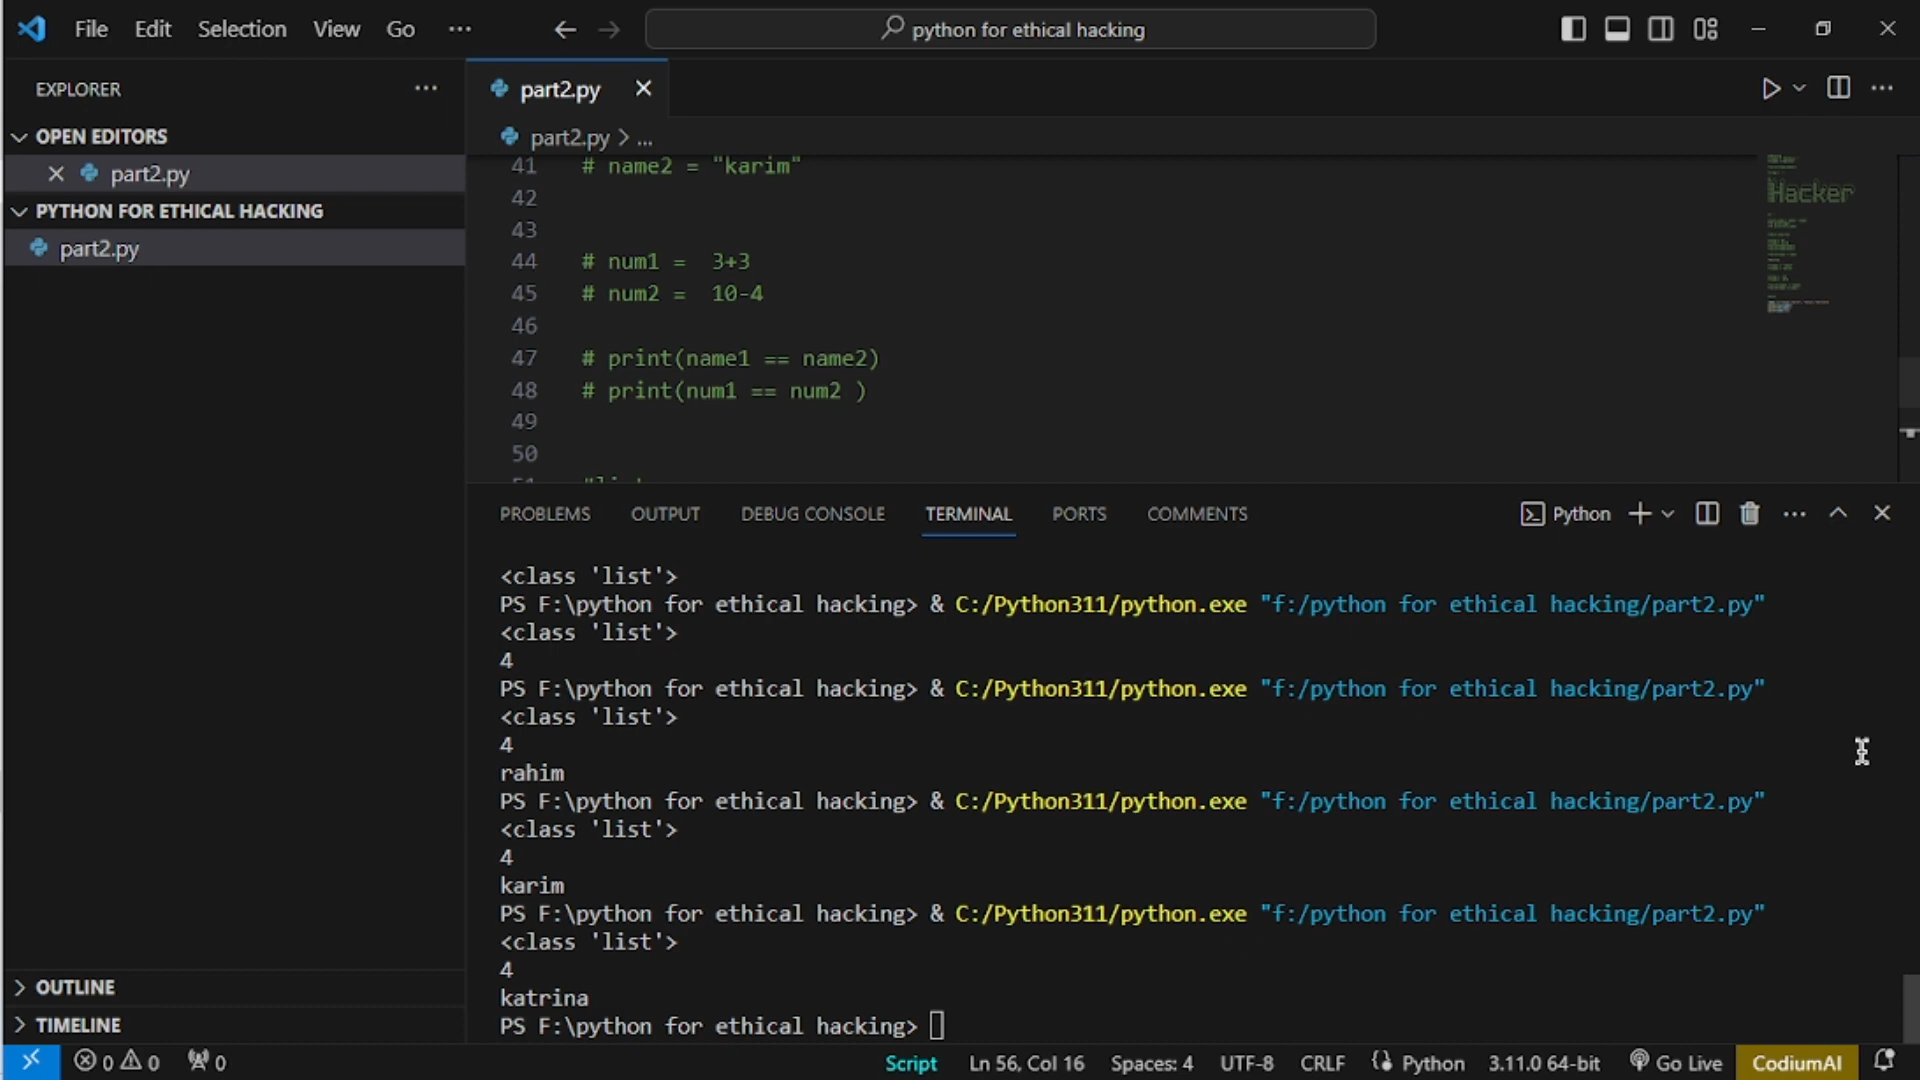 File Edit Selection View Go ···
python for ethical hacking
EXPLORER
OPEN EDITORS
part2.py
PYTHON FOR ETHICAL HACKING
part2.py
OUTLINE
TIMELINE
part2.py
part2.py > ...
41 # name2 = "karim"
42
43
44 # num1 =  3+3
45 # num2 =  10-4
46
47 # print(name1 == name2)
48 # print(num1 == num2 )
49
50
Hacker
PROBLEMS OUTPUT DEBUG CONSOLE TERMINAL PORTS COMMENTS
Python
<class 'list'>
PS F:\python for ethical hacking> & C:/Python311/python.exe "f:/python for ethical hacking/part2.py"
<class 'list'>
4
PS F:\python for ethical hacking> & C:/Python311/python.exe "f:/python for ethical hacking/part2.py"
<class 'list'>
4
rahim
PS F:\python for ethical hacking> & C:/Python311/python.exe "f:/python for ethical hacking/part2.py"
<class 'list'>
4
karim
PS F:\python for ethical hacking> & C:/Python311/python.exe "f:/python for ethical hacking/part2.py"
<class 'list'>
4
katrina
PS F:\python for ethical hacking>
0 0 0 Script Ln 56, Col 16 Spaces: 4 UTF-8 CRLF Python 3.11.0 64-bit Go Live CodiumAI